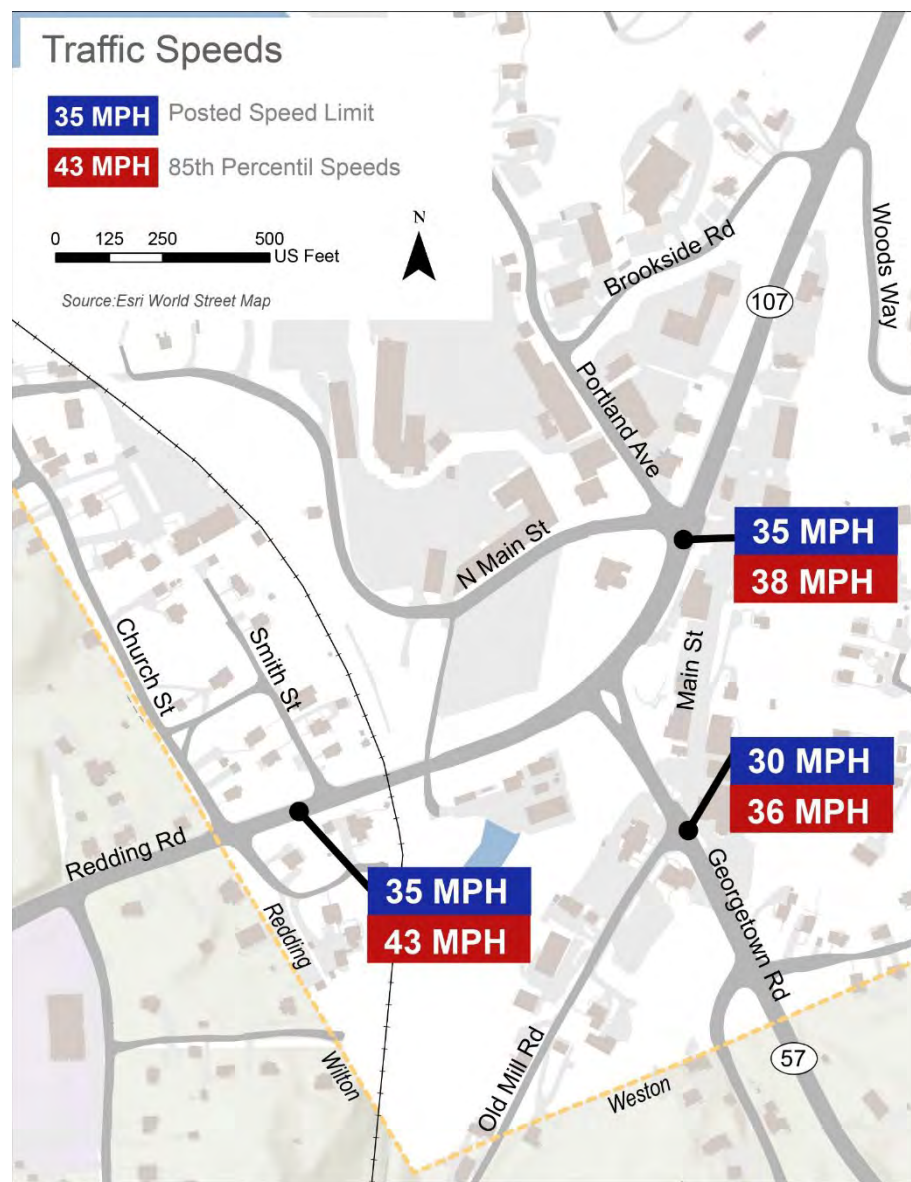 Traffic Speeds
35 MPH Posted Speed Limit
43 MPH 85th Percentil Speeds
N
0 125 250 500
US Feet
Source:Esri World Street Map
Brookside Rd
Woods Way
107
Portland Ave
N Main St
35 MPH
38 MPH
Main St
Church St
Smith St
30 MPH
36 MPH
Redding Rd
35 MPH
43 MPH
Redding
Wilton
Georgetown Rd
Old Mill Rd
57
Weston